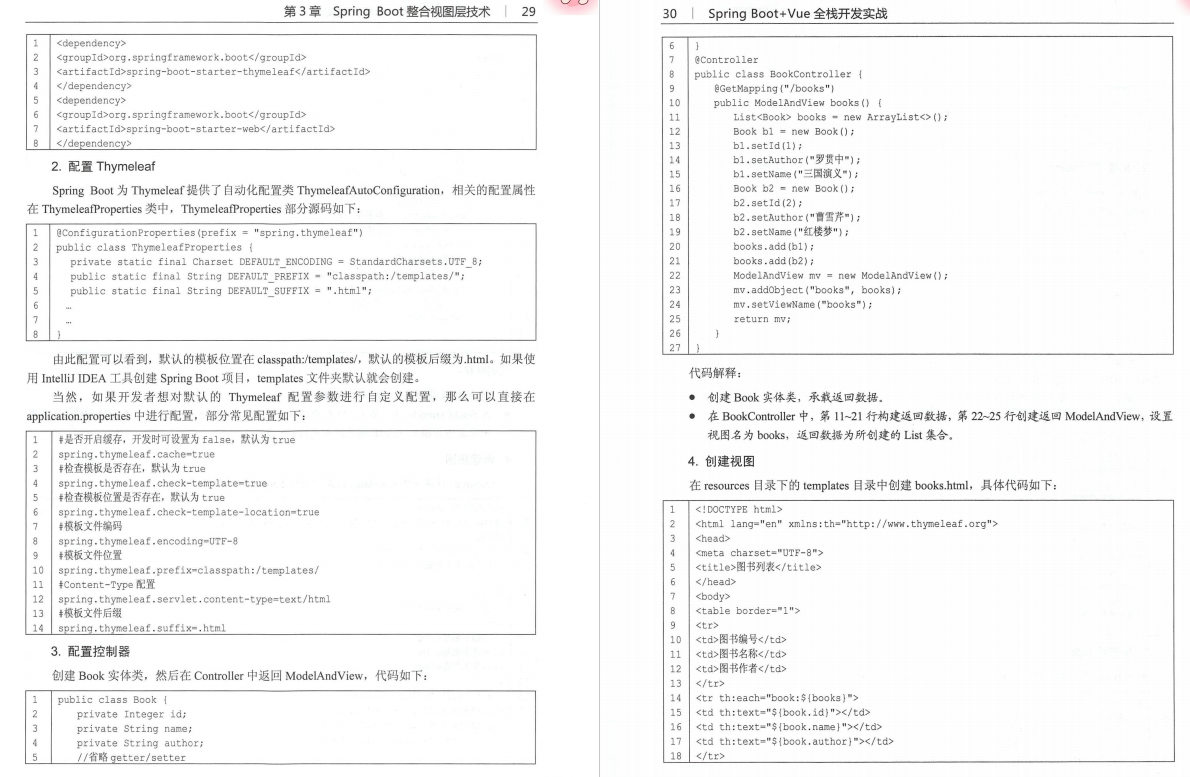 第 3 章 Spring Boot 整合视图层技术 | 29
1 <dependency>
2 <groupId>org.springframework.boot</groupId>
3 <artifactId>spring-boot-starter-thymeleaf</artifactId>
4 </dependency>
5 <dependency>
6 <groupId>org.springframework.boot</groupId>
7 <artifactId>spring-boot-starter-web</artifactId>
8 </dependency>
2. 配置 Thymeleaf
Spring Boot 为 Thymeleaf 提供了自动化配置类 ThymeleafAutoConfiguration，相关的配置属性
在 ThymeleafProperties 类中，ThymeleafProperties 部分源码如下：
1 @ConfigurationProperties(prefix = "spring.thymeleaf")
2 public class ThymeleafProperties {
3 private static final Charset DEFAULT_ENCODING = StandardCharsets.UTF_8;
4 public static final String DEFAULT_PREFIX = "classpath:/templates/";
5 public static final String DEFAULT_SUFFIX = ".html";
6 …
7 …
8 }
由此配置可以看到，默认的模板位置在 classpath:/templates/，默认的模板后缀为.html。如果使
用 IntelliJ IDEA 工具创建 Spring Boot 项目，templates 文件夹默认就会创建。
当然，如果开发者想对默认的 Thymeleaf 配置参数进行自定义配置，那么可以直接在
application.properties 中进行配置，部分常见配置如下：
1 #是否开启缓存，开发时可设置为 false，默认为 true
2 spring.thymeleaf.cache=true
3 #检查模板是否存在，默认为 true
4 spring.thymeleaf.check-template=true
5 #检查模板位置是否存在，默认为 true
6 spring.thymeleaf.check-template-location=true
7 #模板文件编码
8 spring.thymeleaf.encoding=UTF-8
9 #模板文件位置
10 spring.thymeleaf.prefix=classpath:/templates/
11 #Content-Type 配置
12 spring.thymeleaf.servlet.content-type=text/html
13 #模板文件后缀
14 spring.thymeleaf.suffix=.html
3. 配置控制器
创建 Book 实体类，然后在 Controller 中返回 ModelAndView，代码如下：
1 public class Book {
2 private Integer id;
3 private String name;
4 private String author;
5 //省略 getter/setter
30 | Spring Boot+Vue 全栈开发实战
6 }
7 @Controller
8 public class BookController {
9 @GetMapping("/books")
10 public ModelAndView books() {
11 List<Book> books = new ArrayList<>();
12 Book b1 = new Book();
13 b1.setId(1);
14 b1.setAuthor("罗贯中");
15 b1.setName("三国演义");
16 Book b2 = new Book();
17 b2.setId(2);
18 b2.setAuthor("曹雪芹");
19 b2.setName("红楼梦");
20 books.add(b1);
21 books.add(b2);
22 ModelAndView mv = new ModelAndView();
23 mv.addObject("books", books);
24 mv.setViewName("books");
25 return mv;
26 }
27 }
代码解释：
● 创建 Book 实体类，承载返回数据。
● 在 BookController 中，第 11~21 行构建返回数据，第 22~25 行创建返回 ModelAndView，设置
视图名为 books，返回数据为所创建的 List 集合。
4. 创建视图
在 resources 目录下的 templates 目录中创建 books.html，具体代码如下：
1 <!DOCTYPE html>
2 <html lang="en" xmlns:th="http://www.thymeleaf.org">
3 <head>
4 <meta charset="UTF-8">
5 <title>图书列表</title>
6 </head>
7 <body>
8 <table border="1">
9 <tr>
10 <td>图书编号</td>
11 <td>图书名称</td>
12 <td>图书作者</td>
13 </tr>
14 <tr th:each="book:${books}">
15 <td th:text="${book.id}"></td>
16 <td th:text="${book.name}"></td>
17 <td th:text="${book.author}"></td>
18 </tr>